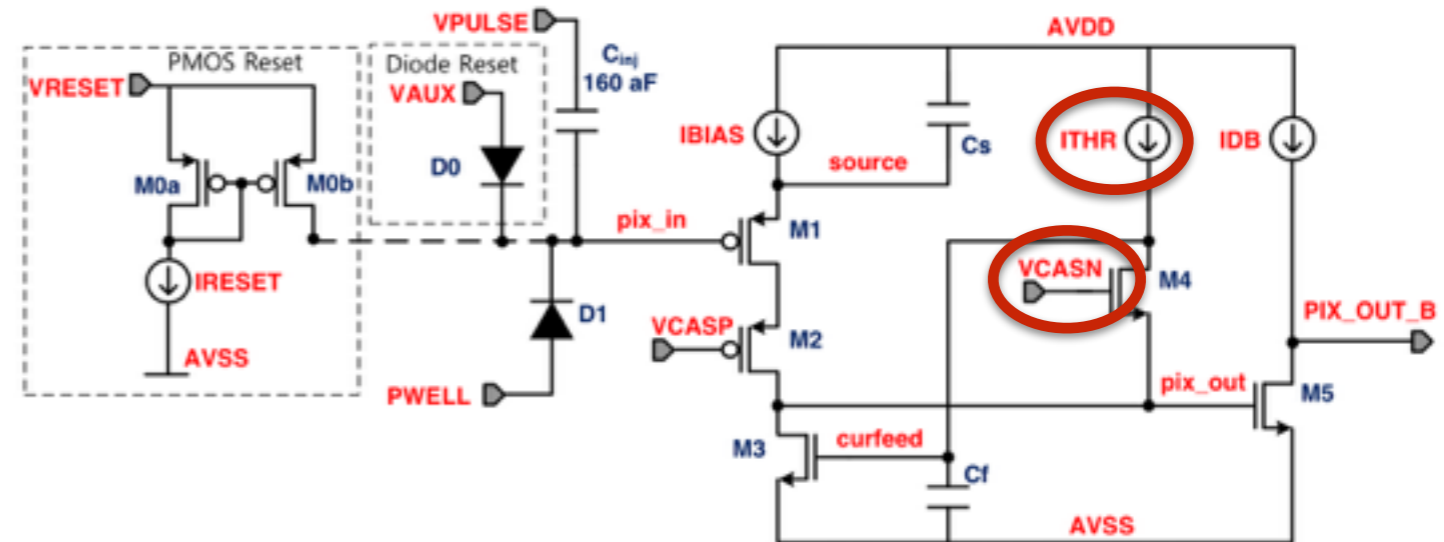 VPULSE
AVDD
PMOS Reset
Diode Reset
Cinj
160 aF
VRESET
VAUX
IBIAS
Cs
ITHR
IDB
source
M0a
M0b
D0
pix_in
M1
VCASN
M4
IRESET
D1
VCASP
M2
PIX_OUT_B
AVSS
pix_out
M5
PWELL
M3
curfeed
Cf
AVSS